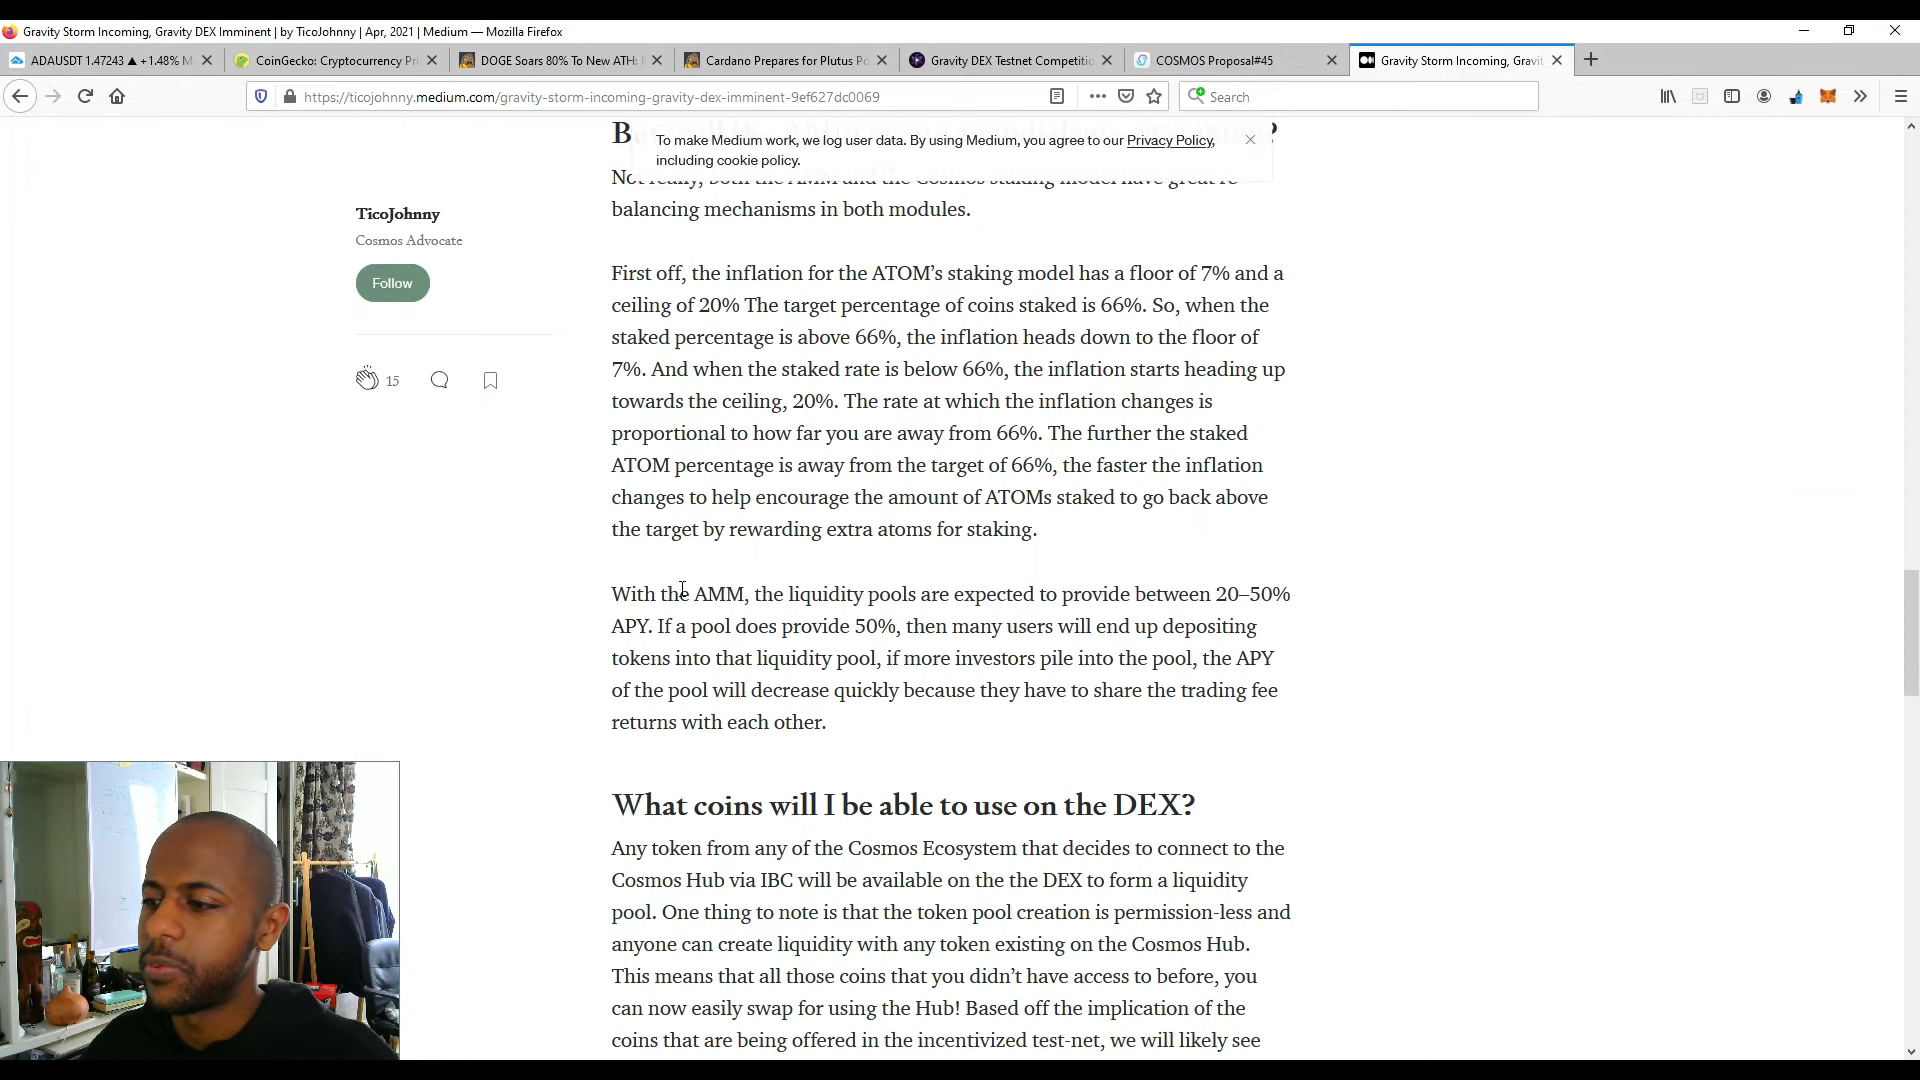 Gravity Storm Incoming, Gravity DEX Imminent | by TicoJohnny | Apr, 2021 | Medium — Mozilla Firefox
ADAUSDT 1.47243 ▲ +1.48%
CoinGecko: Cryptocurrency Pri
DOGE Soars 80% To New ATH:
Cardano Prepares for Plutus Po
Gravity DEX Testnet Competitio
COSMOS Proposal#45
Gravity Storm Incoming, Gravit
https://ticojohnny.medium.com/gravity-storm-incoming-gravity-dex-imminent-9ef627dc0069
Search
To make Medium work, we log user data. By using Medium, you agree to our Privacy Policy,
including cookie policy.
Not really, both the AMM and the Cosmos staking model have great re-
balancing mechanisms in both modules.
TicoJohnny
Cosmos Advocate
Follow
15
First off, the inflation for the ATOM's staking model has a floor of 7% and a
ceiling of 20% The target percentage of coins staked is 66%. So, when the
staked percentage is above 66%, the inflation heads down to the floor of
7%. And when the staked rate is below 66%, the inflation starts heading up
towards the ceiling, 20%. The rate at which the inflation changes is
proportional to how far you are away from 66%. The further the staked
ATOM percentage is away from the target of 66%, the faster the inflation
changes to help encourage the amount of ATOMs staked to go back above
the target by rewarding extra atoms for staking.
With the AMM, the liquidity pools are expected to provide between 20–50%
APY. If a pool does provide 50%, then many users will end up depositing
tokens into that liquidity pool, if more investors pile into the pool, the APY
of the pool will decrease quickly because they have to share the trading fee
returns with each other.
What coins will I be able to use on the DEX?
Any token from any of the Cosmos Ecosystem that decides to connect to the
Cosmos Hub via IBC will be available on the the DEX to form a liquidity
pool. One thing to note is that the token pool creation is permission-less and
anyone can create liquidity with any token existing on the Cosmos Hub.
This means that all those coins that you didn't have access to before, you
can now easily swap for using the Hub! Based off the implication of the
coins that are being offered in the incentivized test-net, we will likely see